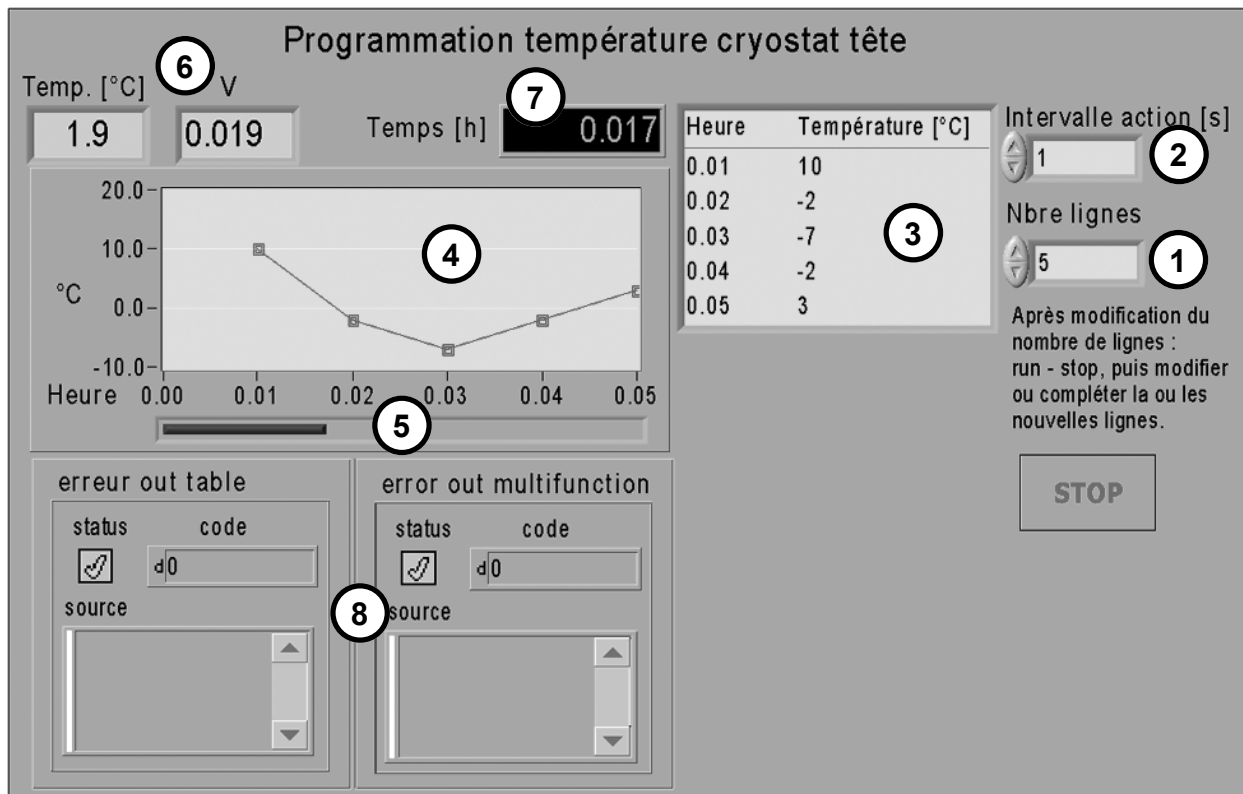 Programmation température cryostat tête
6
Temp. [°C] V
1.9 0.019
7
Temps [h] 0.017
Heure Température [°C]
0.01 10
0.02 -2
0.03 -7
0.04 -2
0.05 3
3
Intervalle action [s]
1
2
Nbre lignes
5
1
Après modification du
nombre de lignes :
run - stop, puis modifier
ou compléter la ou les
nouvelles lignes.
STOP
20.0
10.0
0.0
-10.0
°C
4
Heure 0.00 0.01 0.02 0.03 0.04 0.05
5
erreur out table
status code
d 0
source
error out multifunction
status code
d 0
source
8